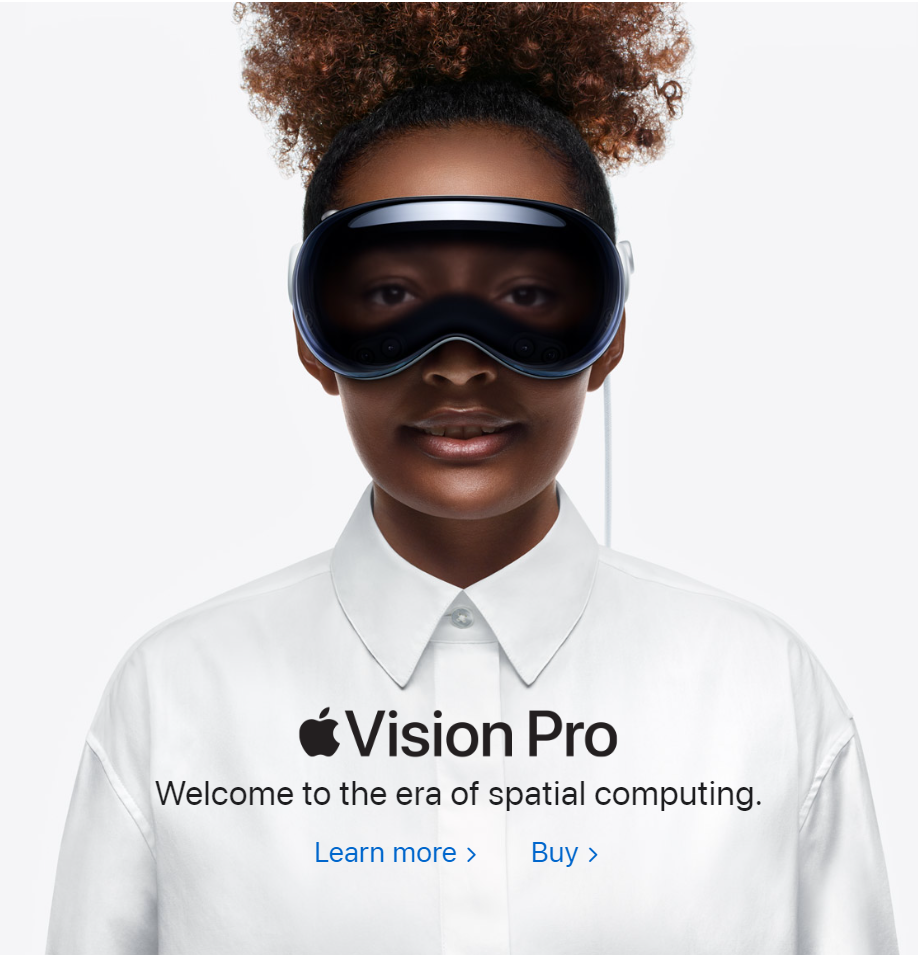 Vision Pro
Welcome to the era of spatial computing.
Learn more >
Buy >